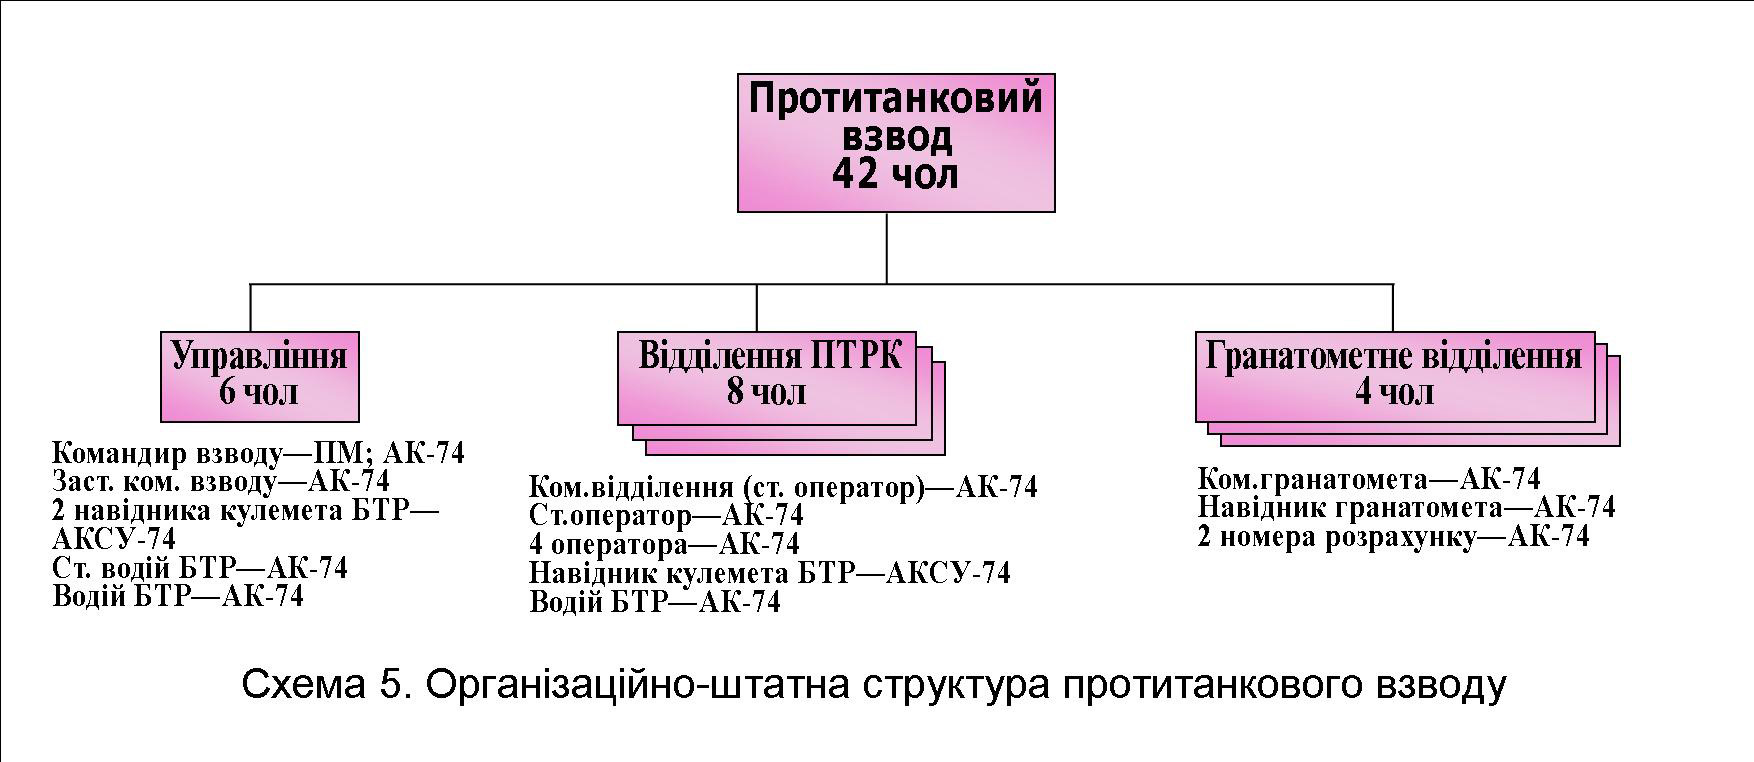 Протитанковий
взвод
42 чол
Управління
6 чол
Відділення ПТРК
8 чол
Гранатометне відділення
4 чол
Командир взводу—ПМ; АК-74
Заст. ком. взводу—АК-74
2 навідника кулемета БТР—
АКСУ-74
Ст. водій БТР—АК-74
Водій БТР—АК-74
Ком.відділення (ст. оператор)—АК-74
Ст.оператор—АК-74
4 оператора—АК-74
Навідник кулемета БТР—АКСУ-74
Водій БТР—АК-74
Ком.гранатомета—АК-74
Навідник гранатомета—АК-74
2 номера розрахунку—АК-74
Схема 5. Організаційно-штатна структура протитанкового взводу